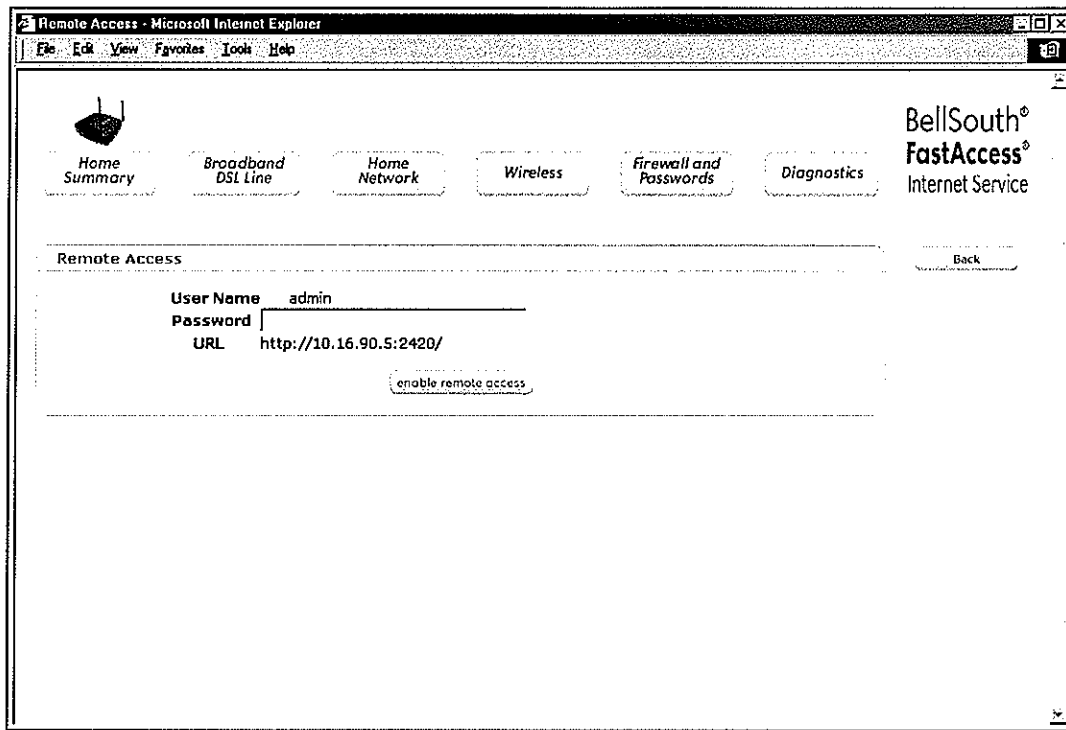 Remote Access - Microsoft Internet Explorer
File Edit View Favorites Tools Help
BellSouth®
FastAccess®
Internet Service
Home Summary
Broadband DSL Line
Home Network
Wireless
Firewall and Passwords
Diagnostics
Remote Access
Back
User Name admin
Password
URL http://10.16.90.5:2420/
enable remote access